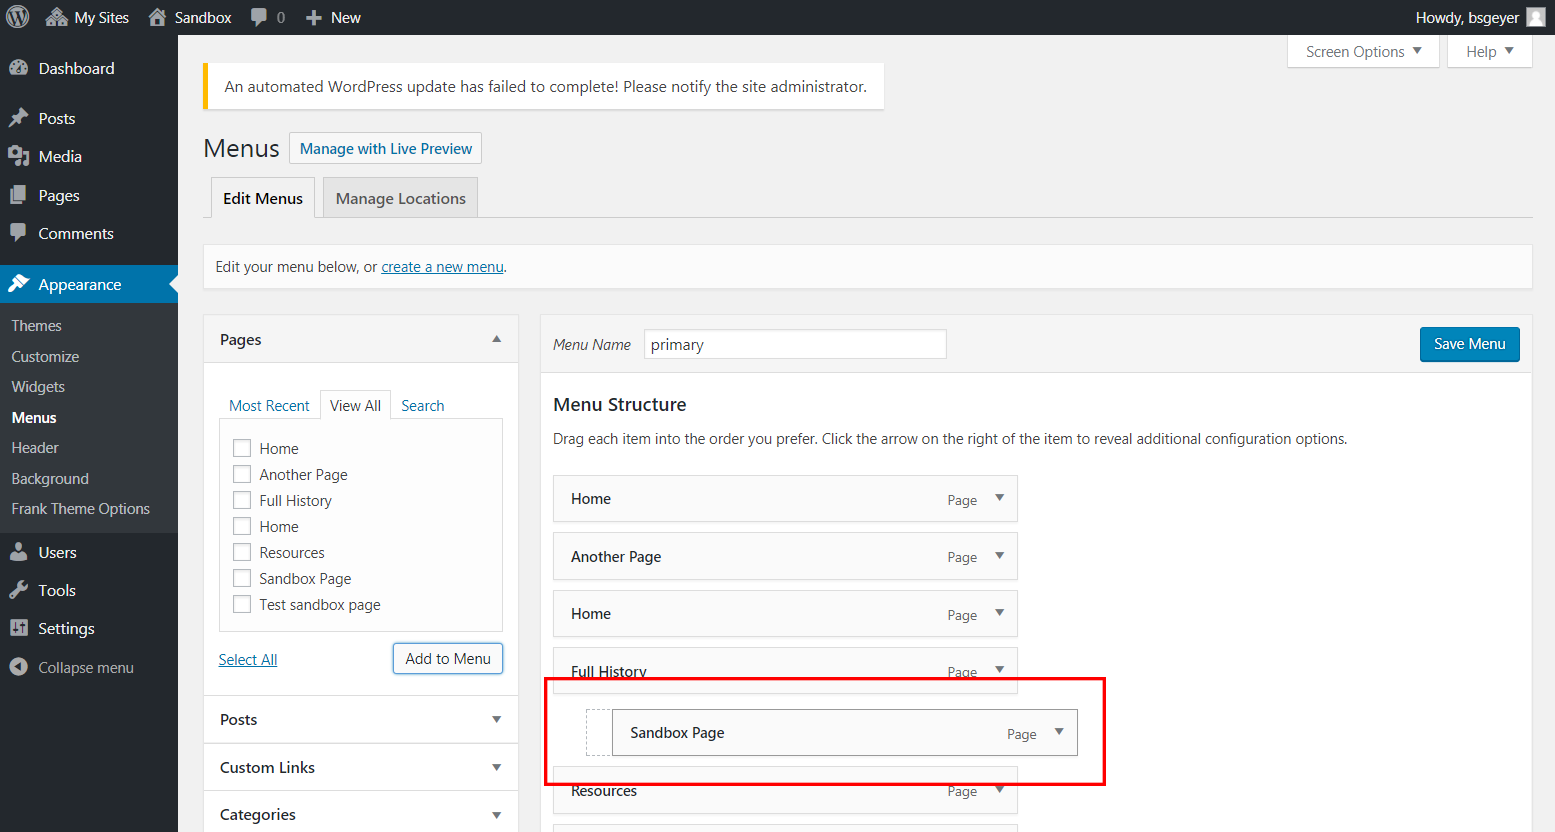 My Sites Sandbox 0 New Howdy, bsgeyer
Screen Options Help
Dashboard
Posts
Media
Pages
Comments
Appearance
Themes
Customize
Widgets
Menus
Header
Background
Frank Theme Options
Users
Tools
Settings
Collapse menu
An automated WordPress update has failed to complete! Please notify the site administrator.
Menus Manage with Live Preview
Edit Menus Manage Locations
Edit your menu below, or create a new menu.
Pages
Most Recent View All Search
Home
Another Page
Full History
Home
Resources
Sandbox Page
Test sandbox page
Select All Add to Menu
Posts
Custom Links
Categories
Menu Name primary Save Menu
Menu Structure
Drag each item into the order you prefer. Click the arrow on the right of the item to reveal additional configuration options.
Home Page
Another Page Page
Home Page
Full History Page
Sandbox Page Page
Resources Page